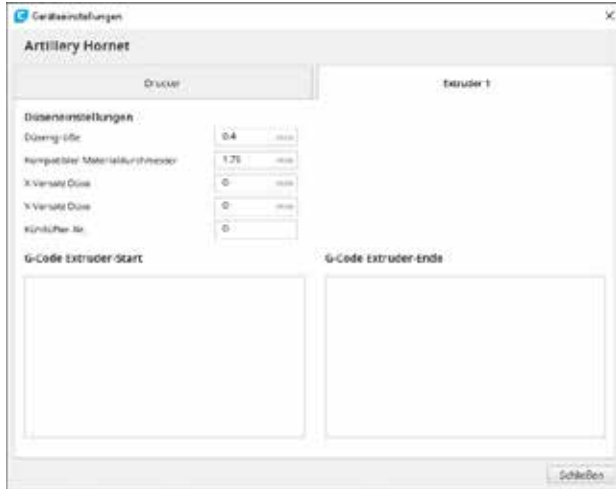 Geräteeinstellungen
Artillery Hornet
Drucker
Extruder 1
Düseneinstellungen
Düsengröße 0.4 mm
Kompatibler Materialdurchmesser 1.75 mm
X-Versatz Düse 0 mm
Y-Versatz Düse 0 mm
Kühllüfter-Nr. 0
G-Code Extruder-Start
G-Code Extruder-Ende
Schließen